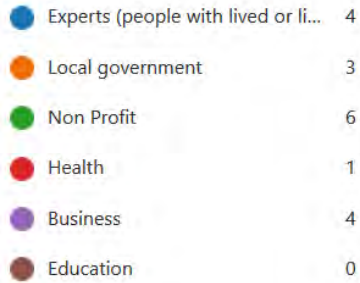 Experts (people with lived or li... 4
Local government 3
Non Profit 6
Health 1
Business 4
Education 0